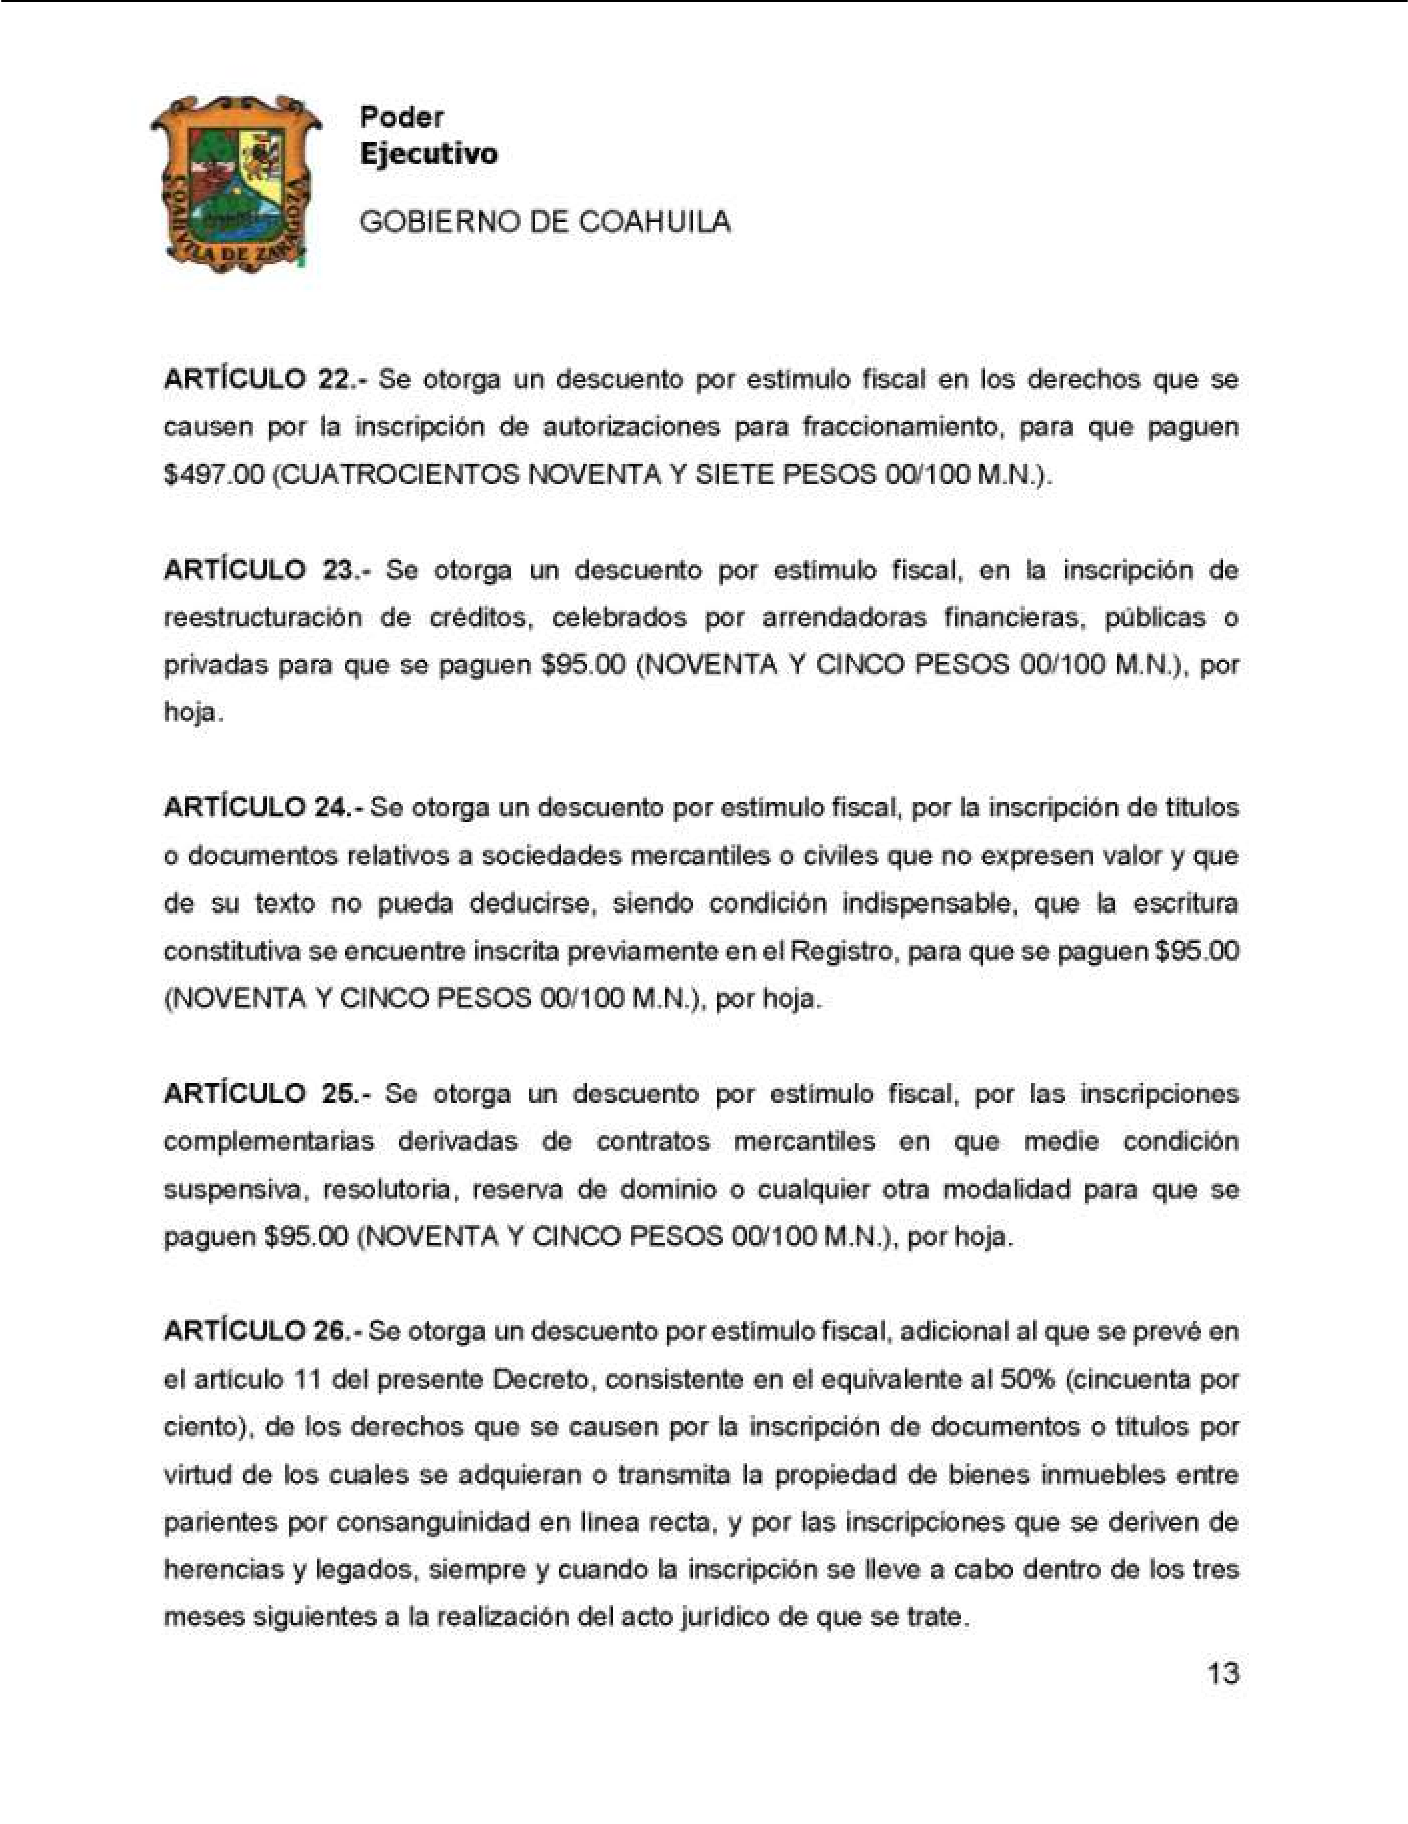 COAHVILA DE ZARAGOZA
Poder
Ejecutivo
GOBIERNO DE COAHUILA
ARTÍCULO 22.- Se otorga un descuento por estímulo fiscal en los derechos que se
causen por la inscripción de autorizaciones para fraccionamiento, para que paguen
$497.00 (CUATROCIENTOS NOVENTA Y SIETE PESOS 00/100 M.N.).
ARTÍCULO 23.- Se otorga un descuento por estímulo fiscal, en la inscripción de
reestructuración de créditos, celebrados por arrendadoras financieras, públicas o
privadas para que se paguen $95.00 (NOVENTA Y CINCO PESOS 00/100 M.N.), por
hoja.
ARTÍCULO 24.- Se otorga un descuento por estímulo fiscal, por la inscripción de títulos
o documentos relativos a sociedades mercantiles o civiles que no expresen valor y que
de su texto no pueda deducirse, siendo condición indispensable, que la escritura
constitutiva se encuentre inscrita previamente en el Registro, para que se paguen $95.00
(NOVENTA Y CINCO PESOS 00/100 M.N.), por hoja.
ARTÍCULO 25.- Se otorga un descuento por estímulo fiscal, por las inscripciones
complementarias derivadas de contratos mercantiles en que medie condición
suspensiva, resolutoria, reserva de dominio o cualquier otra modalidad para que se
paguen $95.00 (NOVENTA Y CINCO PESOS 00/100 M.N.), por hoja.
ARTÍCULO 26.- Se otorga un descuento por estímulo fiscal, adicional al que se prevé en
el artículo 11 del presente Decreto, consistente en el equivalente al 50% (cincuenta por
ciento), de los derechos que se causen por la inscripción de documentos o títulos por
virtud de los cuales se adquieran o transmita la propiedad de bienes inmuebles entre
parientes por consanguinidad en línea recta, y por las inscripciones que se deriven de
herencias y legados, siempre y cuando la inscripción se lleve a cabo dentro de los tres
meses siguientes a la realización del acto jurídico de que se trate.
13